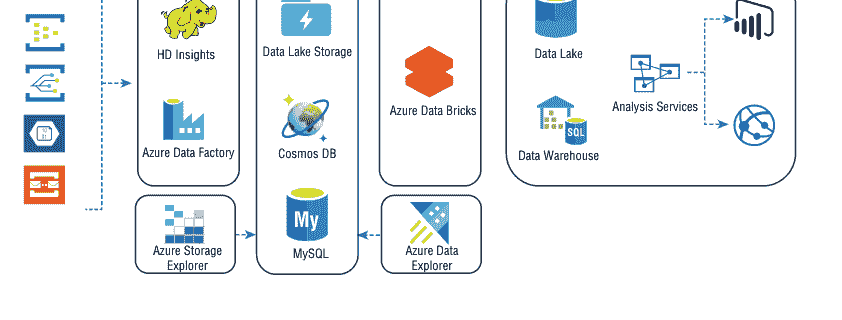 HD Insights
Data Lake Storage
Data Lake
Azure Data Bricks
Analysis Services
Azure Data Factory
Cosmos DB
SQL
Data Warehouse
My
MySQL
Azure Storage
Explorer
Azure Data
Explorer